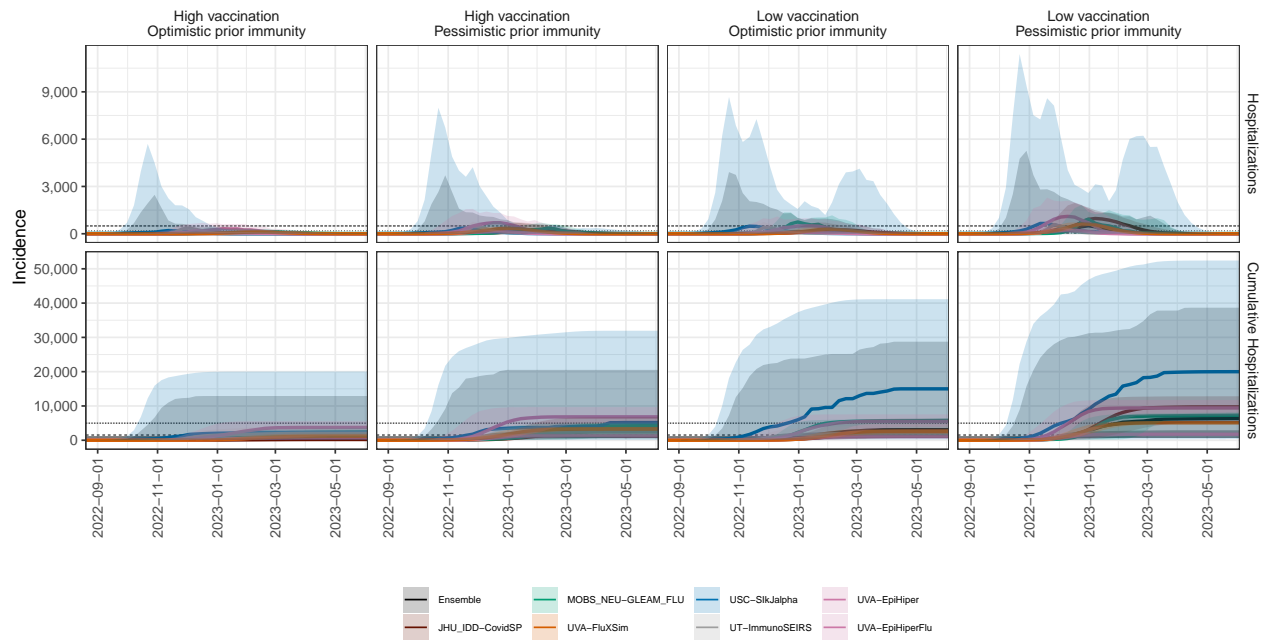 High vaccination
Optimistic prior immunity
High vaccination
Pessimistic prior immunity
Low vaccination
Optimistic prior immunity
Low vaccination
Pessimistic prior immunity
Incidence
9,000
6,000
3,000
0
Hospitalizations
50,000
40,000
30,000
20,000
10,000
0
Cumulative Hospitalizations
2022−09−01
2022−11−01
2023−01−01
2023−03−01
2023−05−01
2022−09−01
2022−11−01
2023−01−01
2023−03−01
2023−05−01
2022−09−01
2022−11−01
2023−01−01
2023−03−01
2023−05−01
2022−09−01
2022−11−01
2023−01−01
2023−03−01
2023−05−01
Ensemble
MOBS_NEU−GLEAM_FLU
USC−SIkJalpha
UVA−EpiHiper
JHU_IDD−CovidSP
UVA−FluXSim
UT−ImmunoSEIRS
UVA−EpiHiperFlu